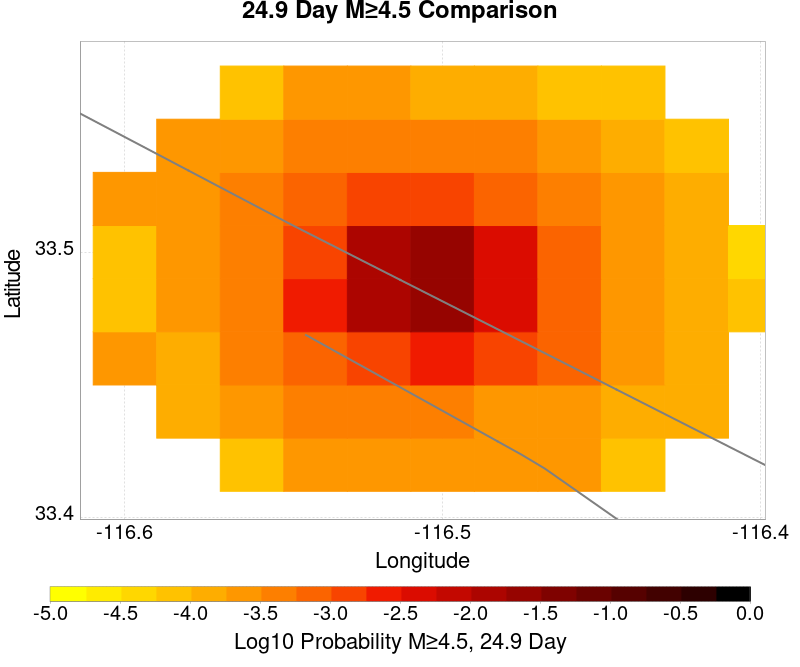 24.9 Day M≥4.5 Comparison
Latitude
33.5
33.4
-116.6 -116.5 -116.4
Longitude
-5.0 -4.5 -4.0 -3.5 -3.0 -2.5 -2.0 -1.5 -1.0 -0.5 0.0
Log10 Probability M≥4.5, 24.9 Day